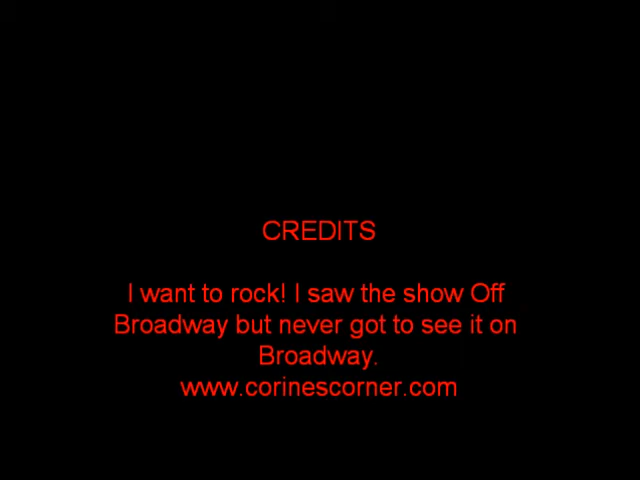 CREDITS
I want to rock! I saw the show Off
Broadway but never got to see it on
Broadway.
www.corinescorner.com